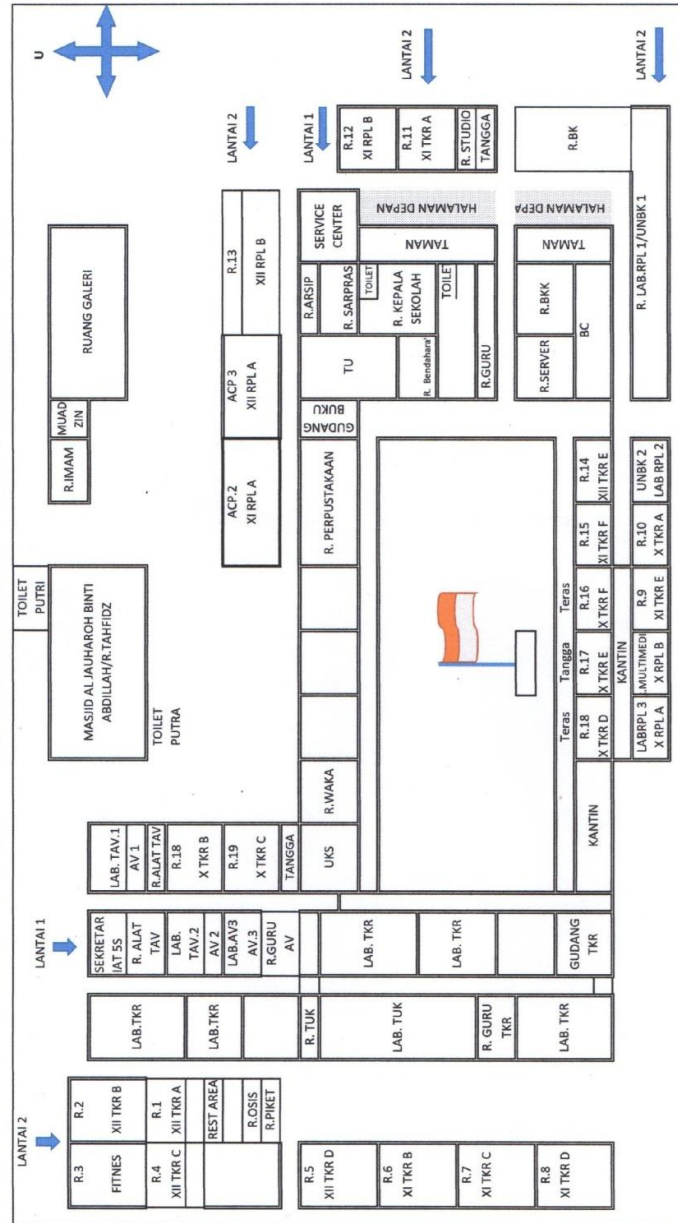 U
LANTAI 2
LANTAI 2
LANTAI 1
LANTAI 2
R.12
XI RPL B
R.11
XI TKR A
R. STUDIO
TANGGA
R.BK
R. LAB.RPL 1/UNBK 1
R.13
XII RPL B
ACP 3
XII RPL A
ACP.2
XI RPL A
SERVICE
CENTER
HALAMAN DEPAN
HALAMAN DEPA
TAMAN
TAMAN
R.ARSIP
R. SARPRAS
TOILET
R. KEPALA
SEKOLAH
TOILET
TU
R. Bendahara'
R.GURU
R.BKK
R.SERVER
BC
RUANG GALERI
MUAD
ZIN
R.IMAM
TOILET
PUTRI
MASJID AL JAUHAROH BINTI
ABDILLAH/R.TAHFIDZ
TOILET
PUTRA
GUDANG
BUKU
R. PERPUSTAKAAN
R.WAKA
UKS
R.14
XII TKR E
R.15
XI TKR F
R.16
X TKR F
R.17
X TKR E
R.18
X TKR D
Teras
Tangga
Teras
KANTIN
KANTIN
UNBK 2
LAB RPL 2
R.10
X TKR A
R.9
XI TKR E
.MULTIMEDI
X RPL B
LABRPL 3
X RPL A
LAB. TAV.1
AV 1
R.ALAT TAV
R.18
X TKR B
R.19
X TKR C
TANGGA
LANTAI 1
SEKRETAR
IAT 5S
R. ALAT
TAV
LAB.
TAV.2
AV 2
LAB.AV3
AV.3
R.GURU
AV
LAB. TKR
LAB. TKR
GUDANG
TKR
LAB.TKR
LAB.TKR
R. TUK
LAB. TUK
R. GURU
TKR
LAB. TKR
LANTAI 2
R.2
XII TKR B
R.1
XII TKR A
REST AREA
R.OSIS
R.PIKET
R.3
FITNES
R.4
XII TKR C
R.5
XII TKR D
R.6
XI TKR B
R.7
XI TKR C
R.8
XI TKR D